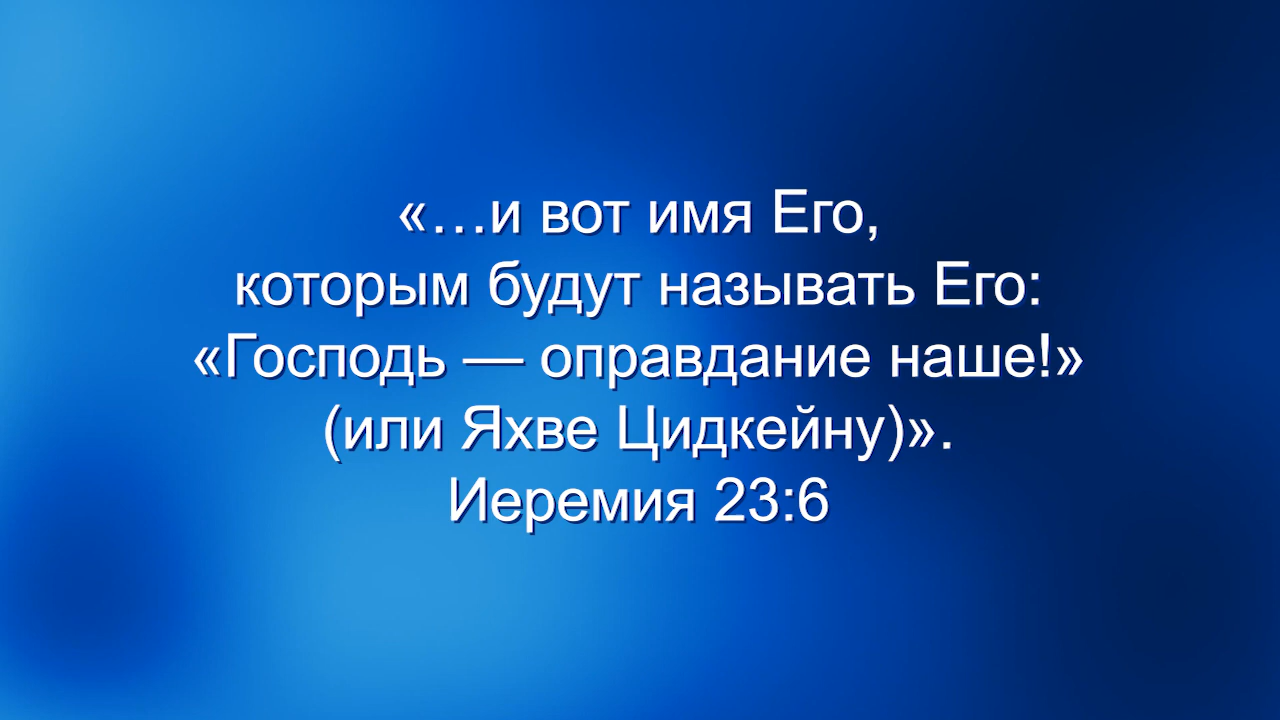 «…и вот имя Его,
которым будут называть Его:
«Господь — оправдание наше!»
(или Яхве Цидкейну)».
Иеремия 23:6